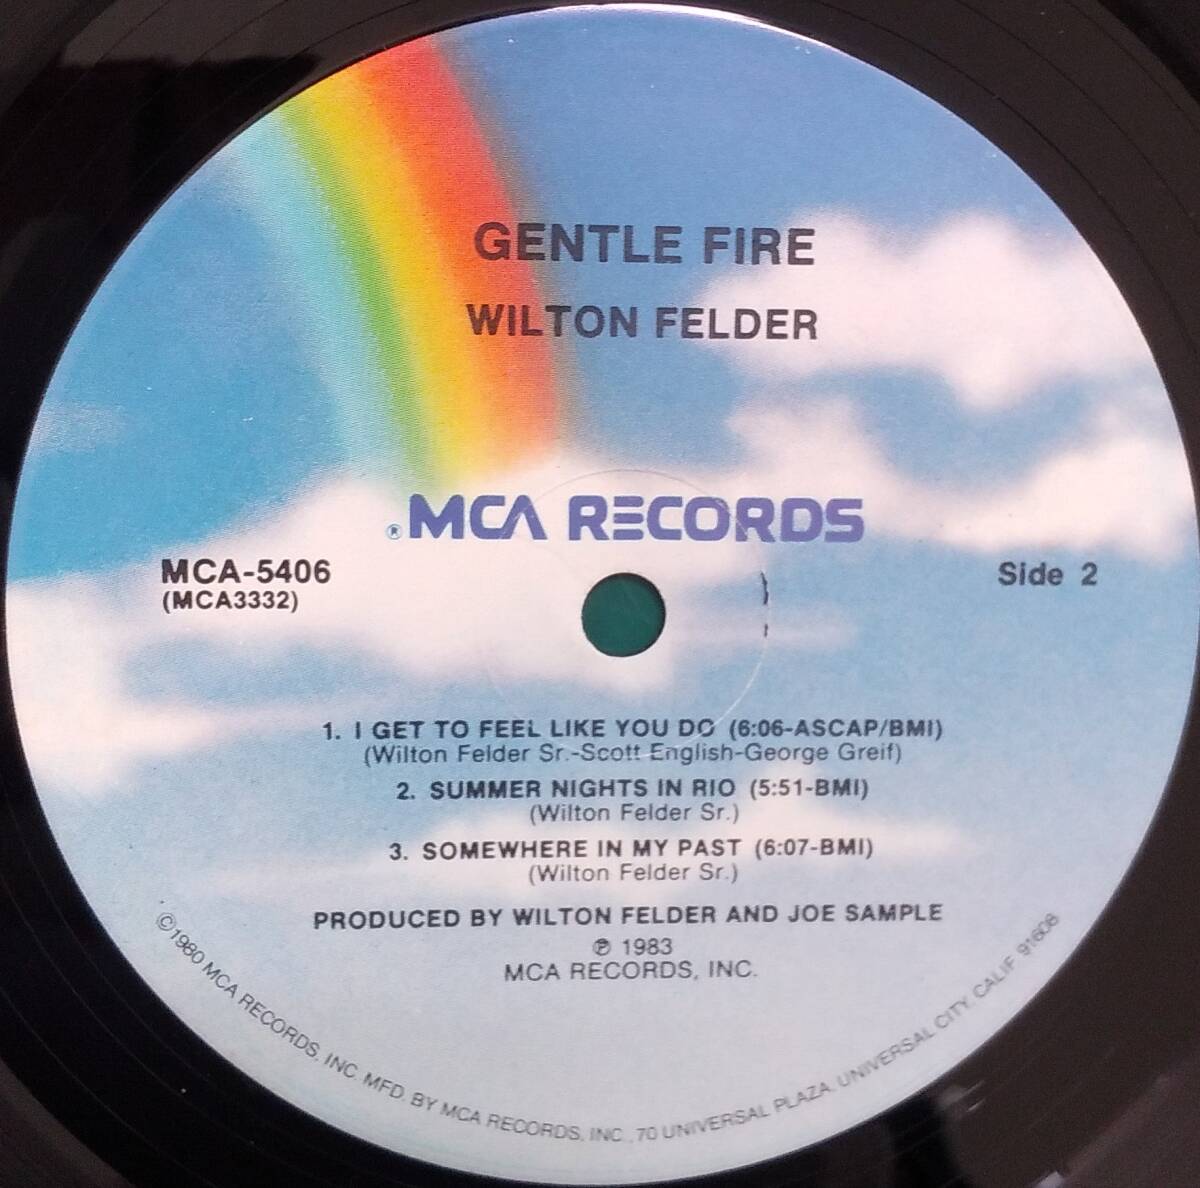 GENTLE FIRE
WILTON FELDER
® MCA RECORDS
MCA-5406
(MCA3332)
Side 2
1. I GET TO FEEL LIKE YOU DO (6:06-ASCAP/BMI)
(Wilton Felder Sr.-Scott English-George Greif)
2. SUMMER NIGHTS IN RIO (5:51-BMI)
(Wilton Felder Sr.)
3. SOMEWHERE IN MY PAST (6:07-BMI)
(Wilton Felder Sr.)
PRODUCED BY WILTON FELDER AND JOE SAMPLE
℗ 1983
MCA RECORDS, INC.
©1980 MCA RECORDS, INC. MFD. BY MCA RECORDS, INC., 70 UNIVERSAL PLAZA, UNIVERSAL CITY, CALIF 91608